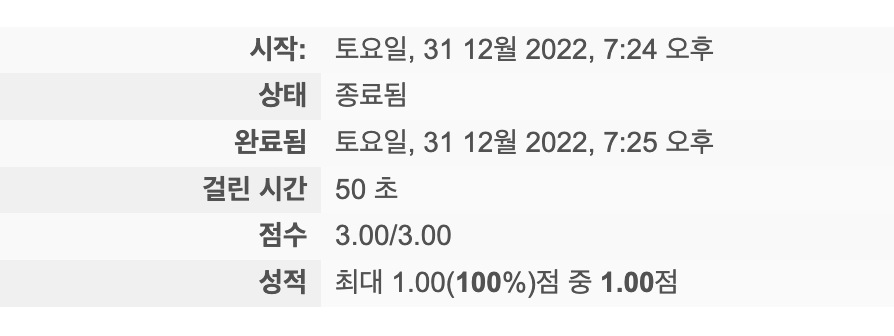 시작: 토요일, 31 12월 2022, 7:24 오후
상태 종료됨
완료됨 토요일, 31 12월 2022, 7:25 오후
걸린 시간 50 초
점수 3.00/3.00
성적 최대 1.00(100%)점 중 1.00점